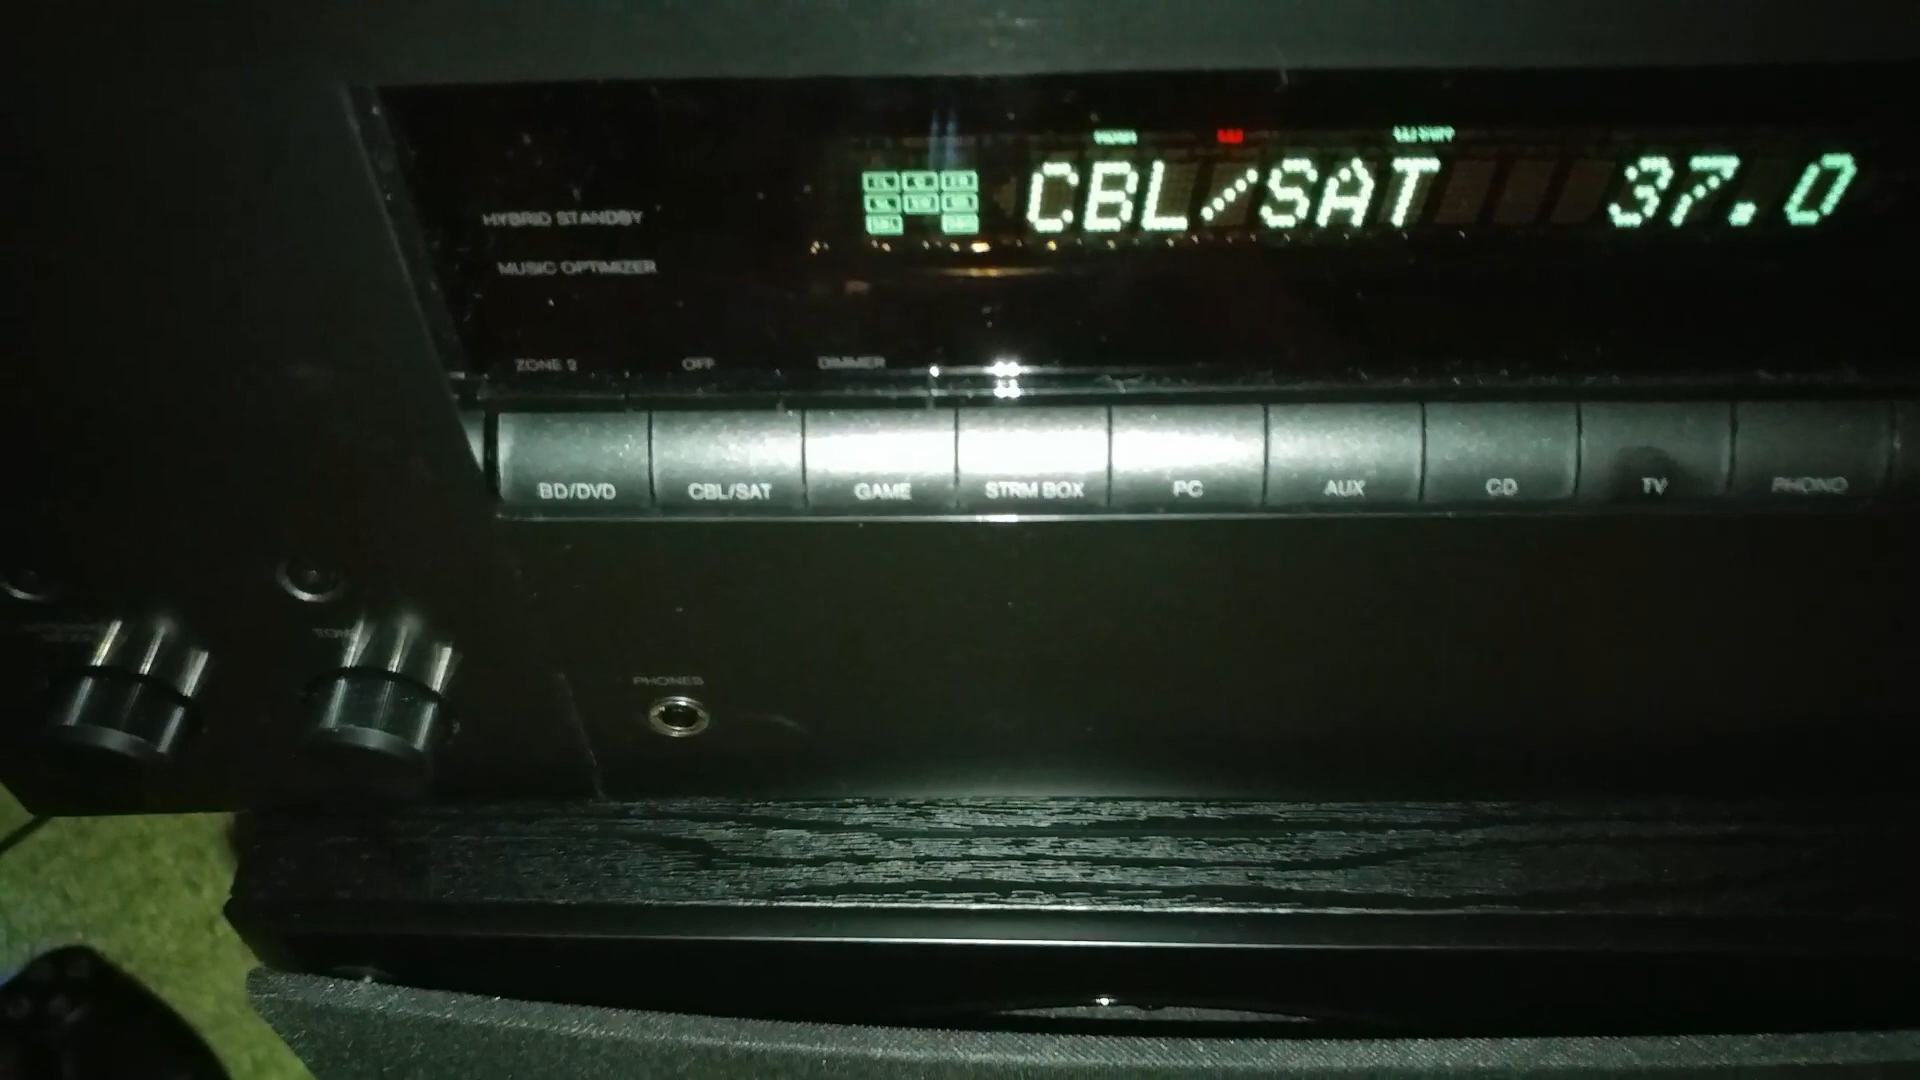 CBL/SAT 37.0
HYBRID STANDBY
MUSIC OPTIMIZER
ZONE 2 OFF DIMMER
BD/DVD CBL/SAT GAME STRM BOX PC AUX CD TV PHONO
PHONES